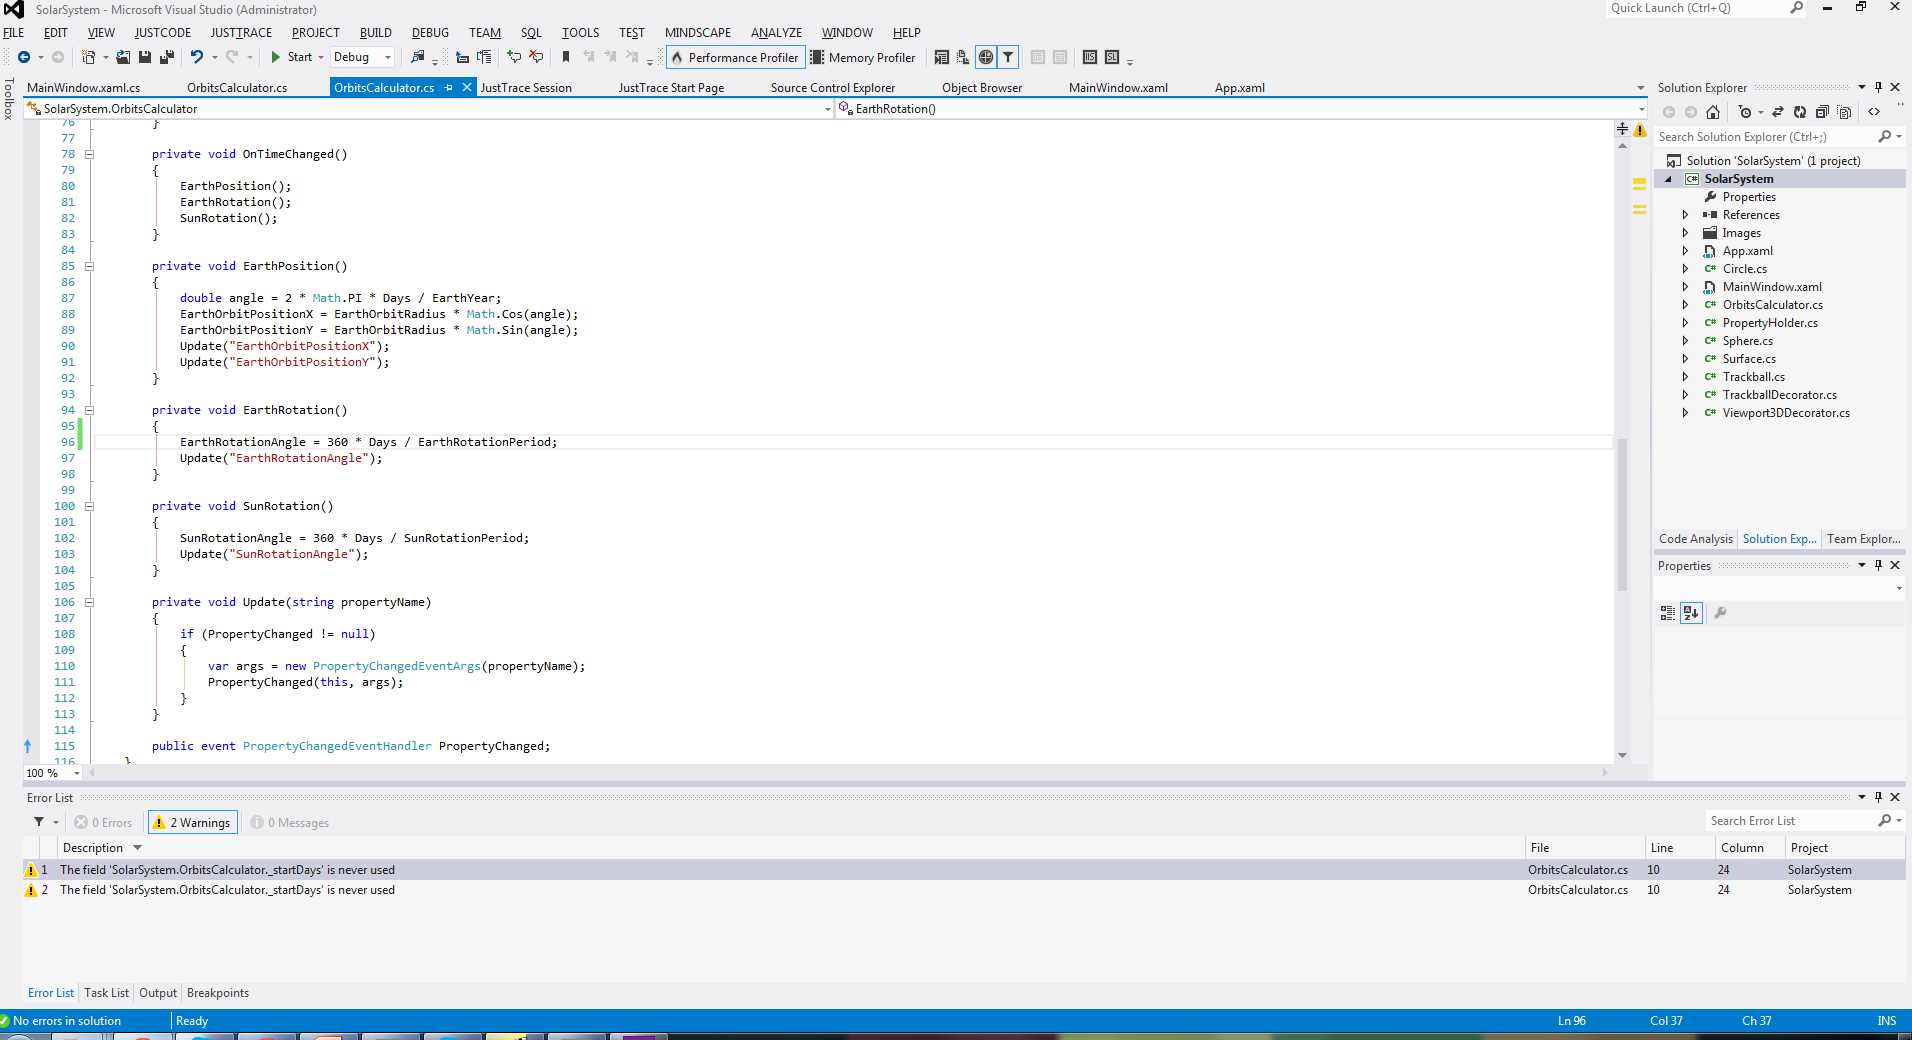 SolarSystem - Microsoft Visual Studio (Administrator)
Quick Launch (Ctrl+Q)
FILE EDIT VIEW JUSTCODE JUSTTRACE PROJECT BUILD DEBUG TEAM SQL TOOLS TEST MINDSCAPE ANALYZE WINDOW HELP
Start Debug Performance Profiler Memory Profiler
Toolbox
MainWindow.xaml.cs OrbitsCalculator.cs OrbitsCalculator.cs JustTrace Session JustTrace Start Page Source Control Explorer Object Browser MainWindow.xaml App.xaml
SolarSystem.OrbitsCalculator EarthRotation()
76 }
77
78 private void OnTimeChanged()
79 {
80 EarthPosition();
81 EarthRotation();
82 SunRotation();
83 }
84
85 private void EarthPosition()
86 {
87 double angle = 2 * Math.PI * Days / EarthYear;
88 EarthOrbitPositionX = EarthOrbitRadius * Math.Cos(angle);
89 EarthOrbitPositionY = EarthOrbitRadius * Math.Sin(angle);
90 Update("EarthOrbitPositionX");
91 Update("EarthOrbitPositionY");
92 }
93
94 private void EarthRotation()
95 {
96 EarthRotationAngle = 360 * Days / EarthRotationPeriod;
97 Update("EarthRotationAngle");
98 }
99
100 private void SunRotation()
101 {
102 SunRotationAngle = 360 * Days / SunRotationPeriod;
103 Update("SunRotationAngle");
104 }
105
106 private void Update(string propertyName)
107 {
108 if (PropertyChanged != null)
109 {
110 var args = new PropertyChangedEventArgs(propertyName);
111 PropertyChanged(this, args);
112 }
113 }
114
115 public event PropertyChangedEventHandler PropertyChanged;
116 }
100 %
Solution Explorer
Search Solution Explorer (Ctrl+;)
Solution 'SolarSystem' (1 project)
C# SolarSystem
Properties
References
Images
App.xaml
C# Circle.cs
MainWindow.xaml
C# OrbitsCalculator.cs
C# PropertyHolder.cs
C# Sphere.cs
C# Surface.cs
C# Trackball.cs
C# TrackballDecorator.cs
C# Viewport3DDecorator.cs
Code Analysis Solution Exp... Team Explor...
Properties
Error List
0 Errors 2 Warnings 0 Messages
Search Error List
Description File Line Column Project
1 The field 'SolarSystem.OrbitsCalculator._startDays' is never used OrbitsCalculator.cs 10 24 SolarSystem
2 The field 'SolarSystem.OrbitsCalculator._startDays' is never used OrbitsCalculator.cs 10 24 SolarSystem
Error List Task List Output Breakpoints
No errors in solution Ready Ln 96 Col 37 Ch 37 INS